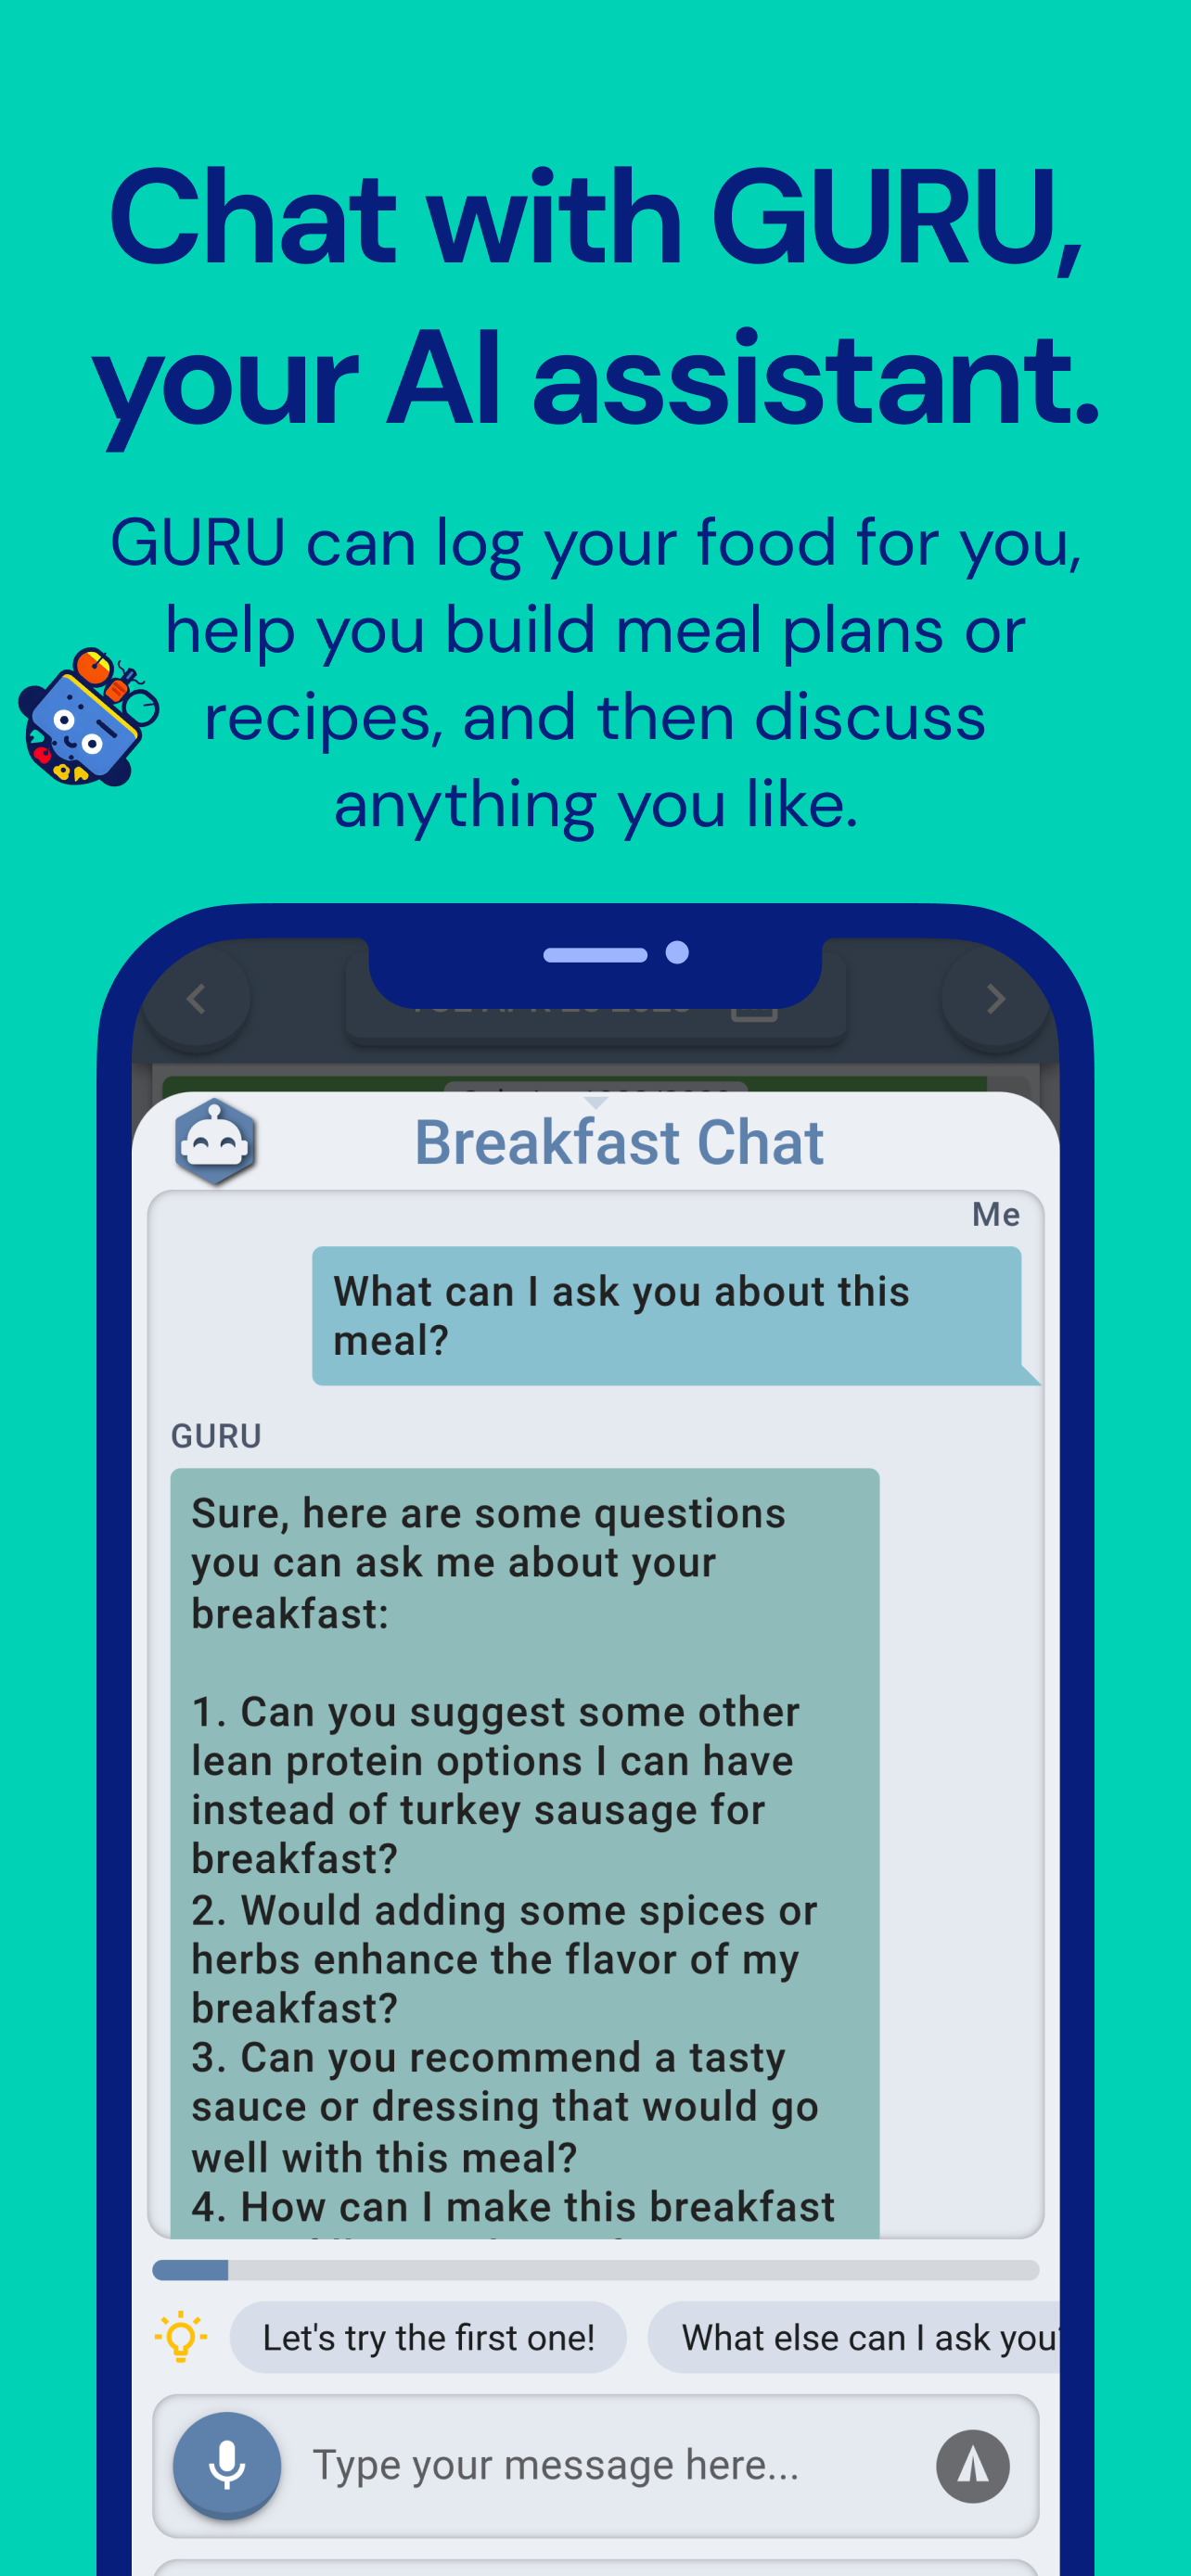 Chat with GURU,
your AI assistant.
GURU can log your food for you,
help you build meal plans or
recipes, and then discuss
anything you like.
Breakfast Chat
Me
What can I ask you about this
meal?
GURU
Sure, here are some questions
you can ask me about your
breakfast:
1. Can you suggest some other
lean protein options I can have
instead of turkey sausage for
breakfast?
2. Would adding some spices or
herbs enhance the flavor of my
breakfast?
3. Can you recommend a tasty
sauce or dressing that would go
well with this meal?
4. How can I make this breakfast
Let's try the first one!
What else can I ask you?
Type your message here...